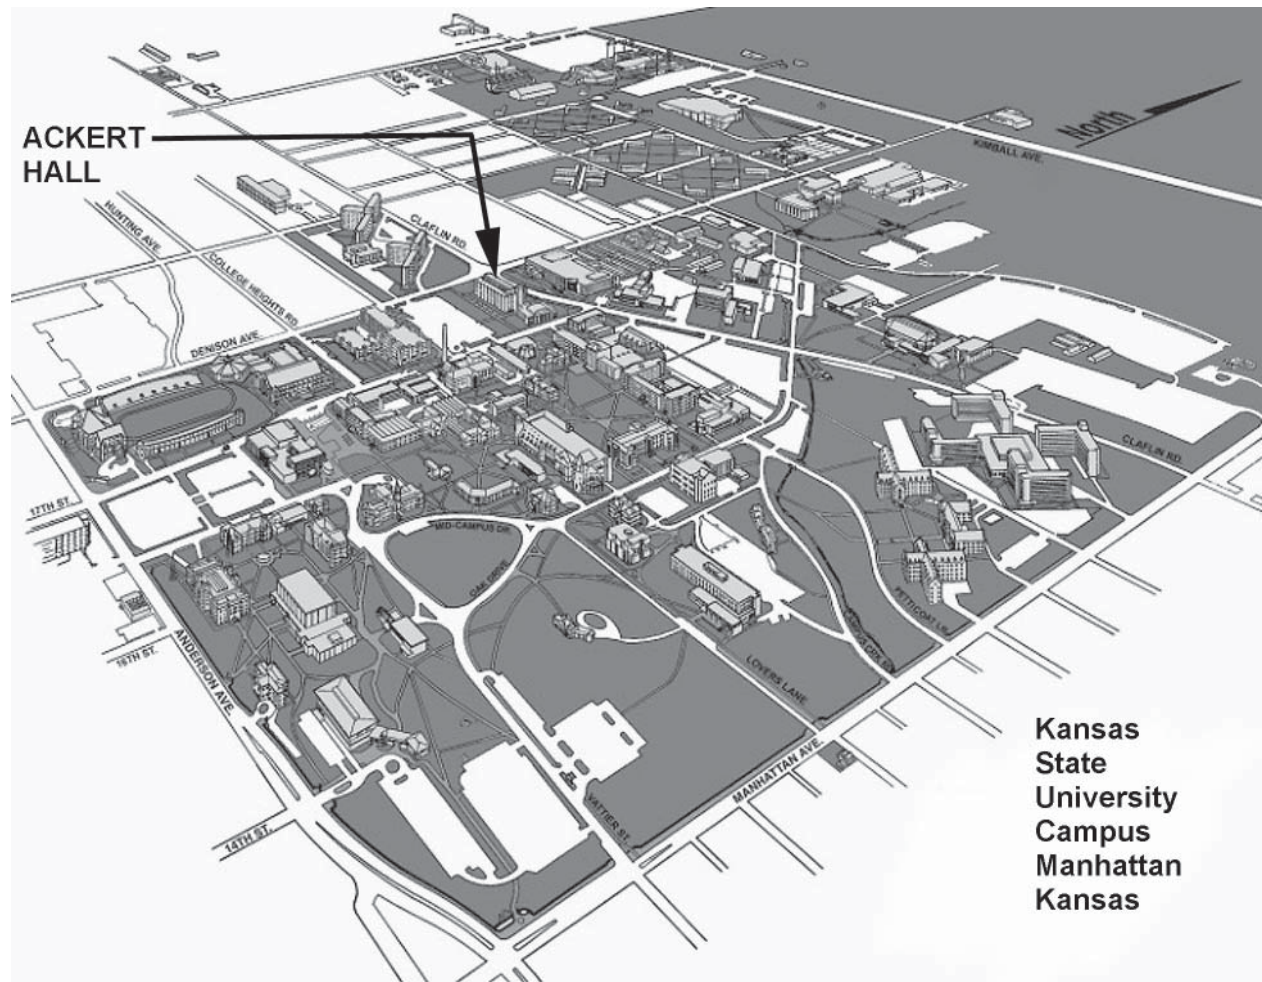 North
KIMBALL AVE.
ACKERT
HALL
HUNTING AVE.
CLAFLIN RD.
COLLEGE HEIGHTS RD.
DENISON AVE.
CLAFLIN RD.
17TH ST.
MID-CAMPUS DR.
OAK DRIVE
PETTICOAT LN.
16TH ST.
ANDERSON AVE.
LOVERS LANE
MANHATTAN AVE.
VATTIER ST.
14TH ST.
Kansas
State
University
Campus
Manhattan
Kansas